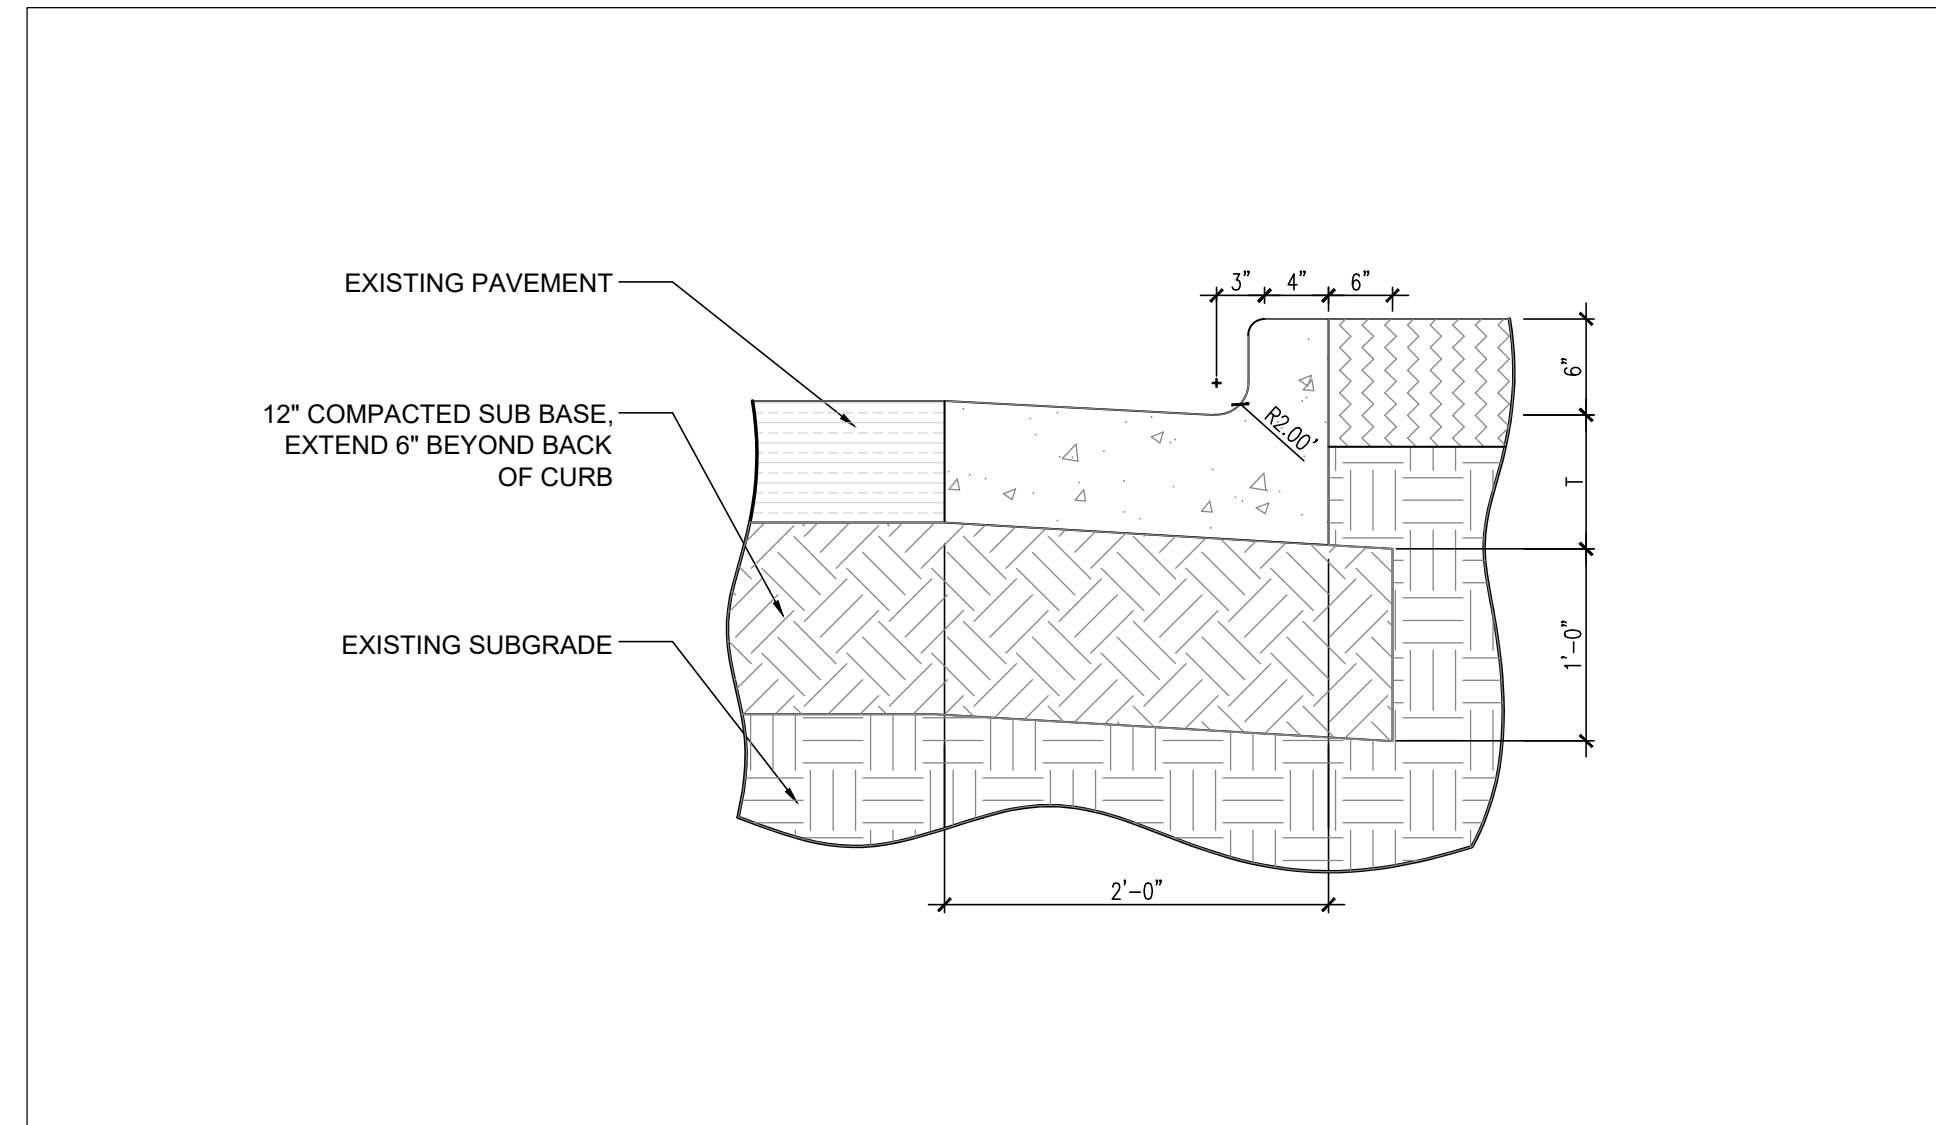 3” 4” 6”
EXISTING PAVEMENT
6”
12" COMPACTED SUB BASE,
EXTEND 6" BEYOND BACK
OF CURB
R2.00’
T
EXISTING SUBGRADE
1’-0”
2’-0”